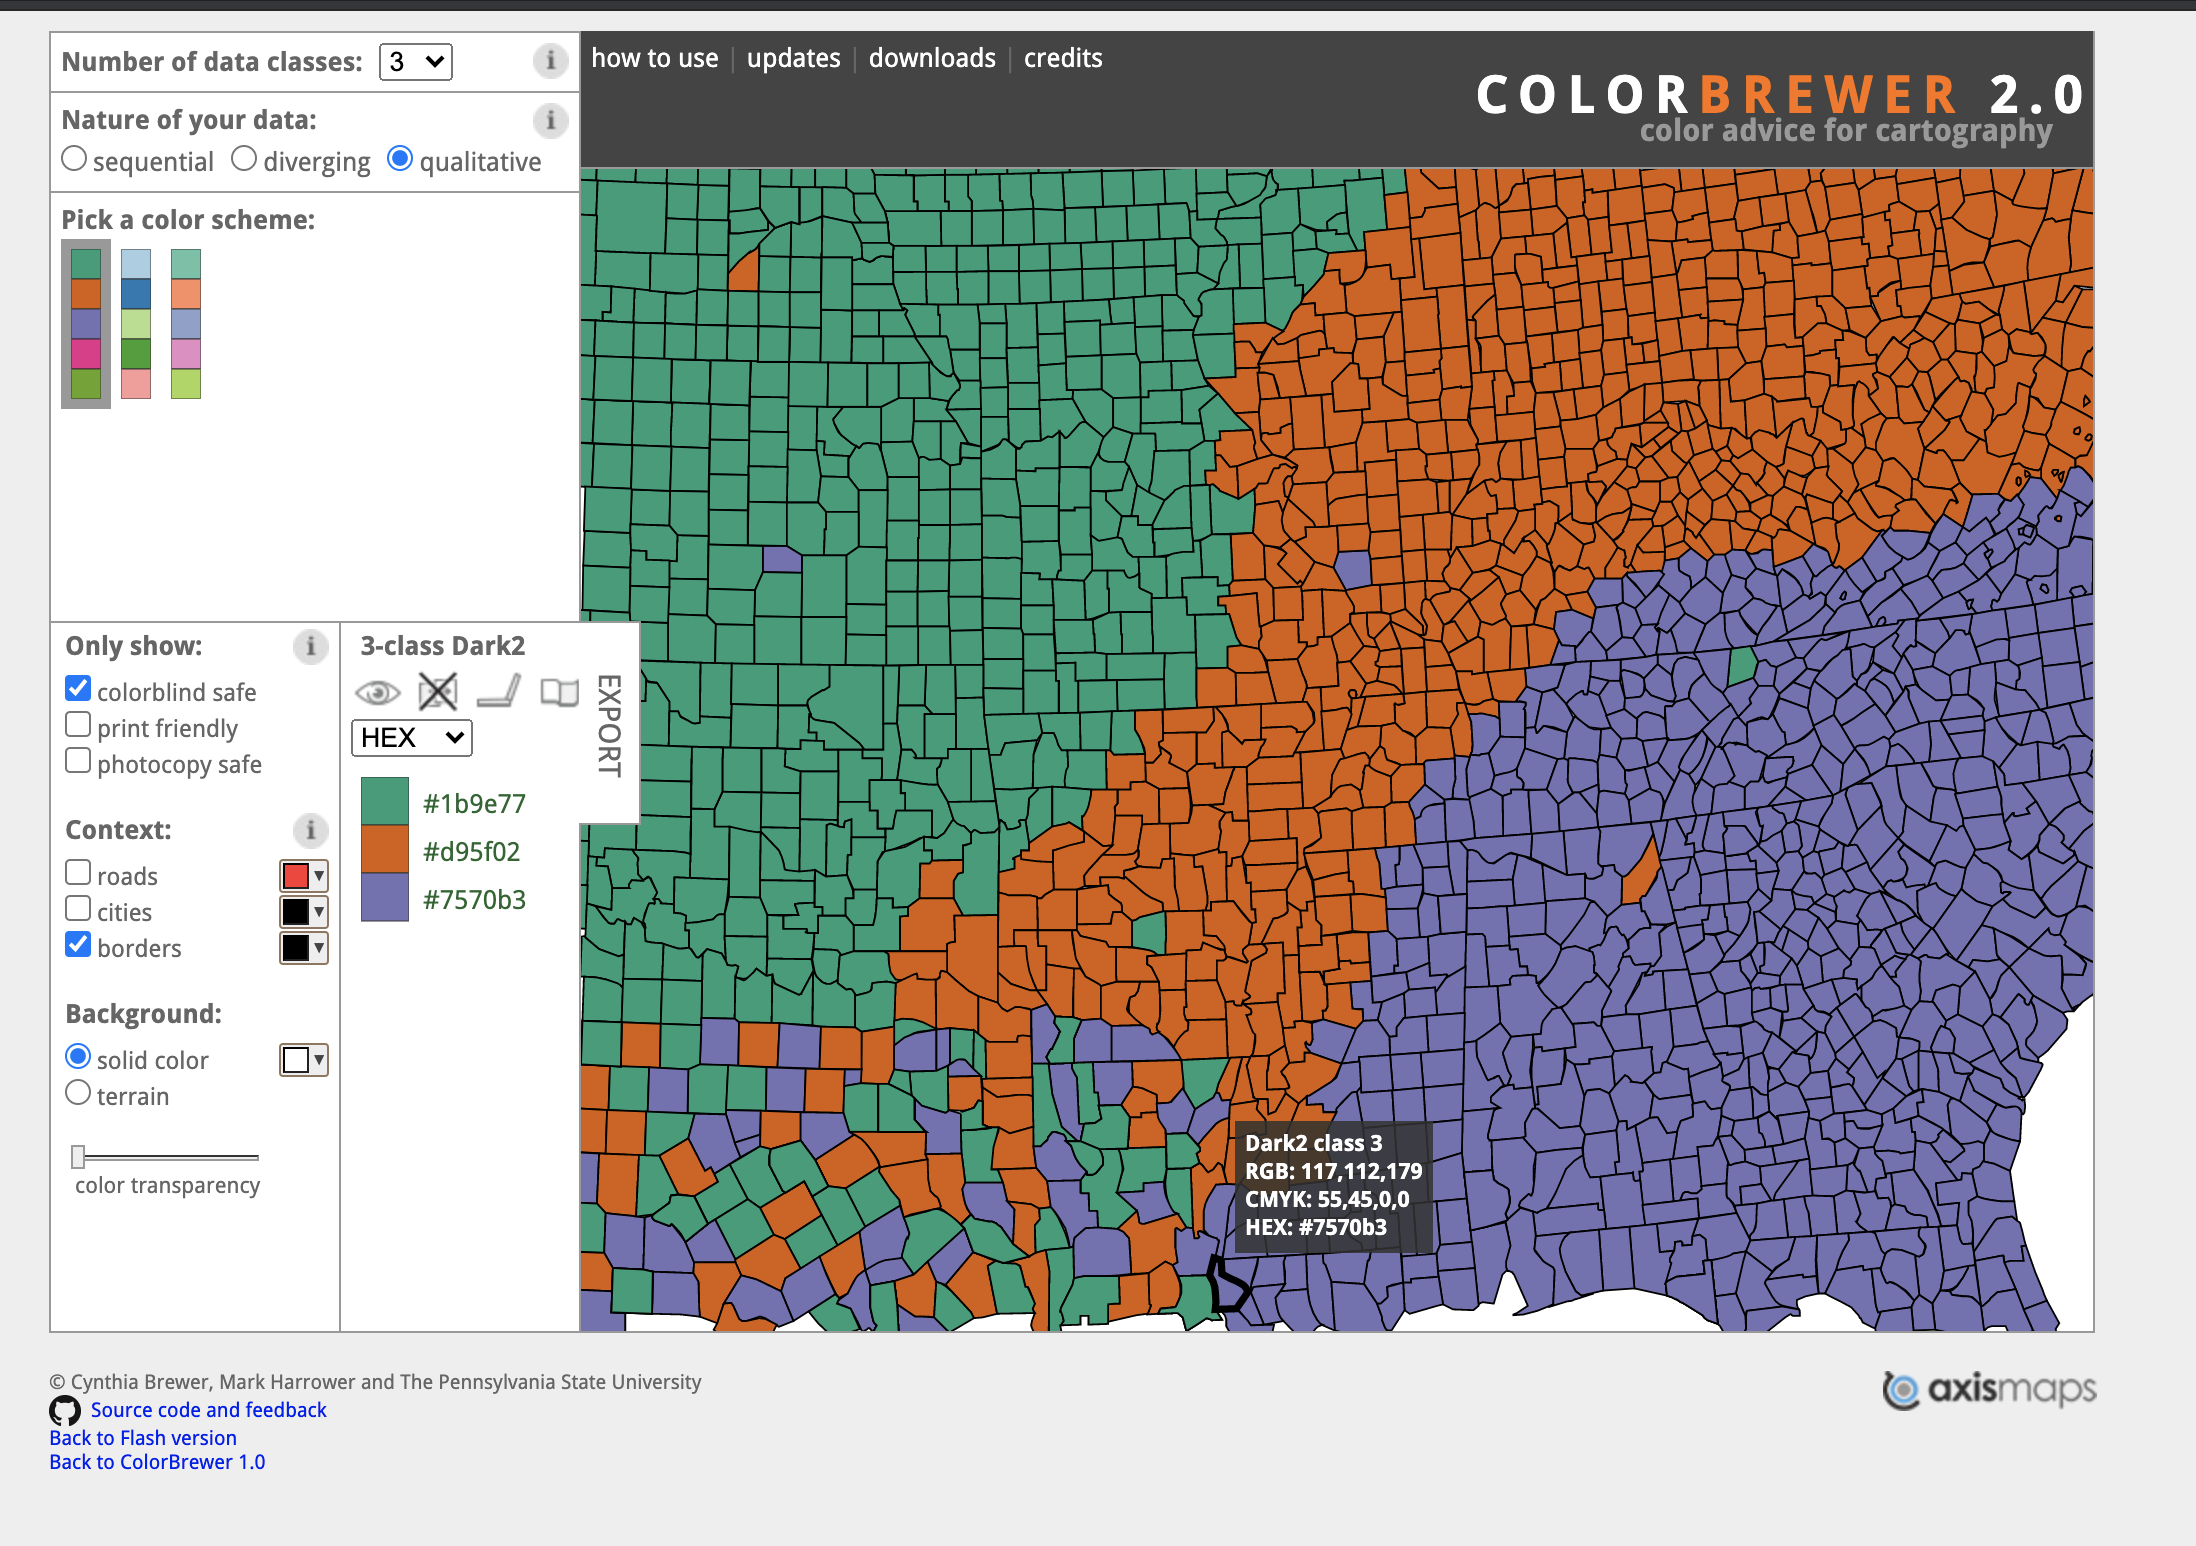 Number of data classes: 3
Nature of your data:
sequential diverging qualitative
Pick a color scheme:
how to use | updates | downloads | credits
COLORBREWER 2.0
color advice for cartography
Only show:
colorblind safe
print friendly
photocopy safe
Context:
roads
cities
borders
Background:
solid color
terrain
color transparency
3-class Dark2
HEX
#1b9e77
#d95f02
#7570b3
EXPORT
Dark2 class 3
RGB: 117,112,179
CMYK: 55,45,0,0
HEX: #7570b3
© Cynthia Brewer, Mark Harrower and The Pennsylvania State University
Source code and feedback
Back to Flash version
Back to ColorBrewer 1.0
axismaps